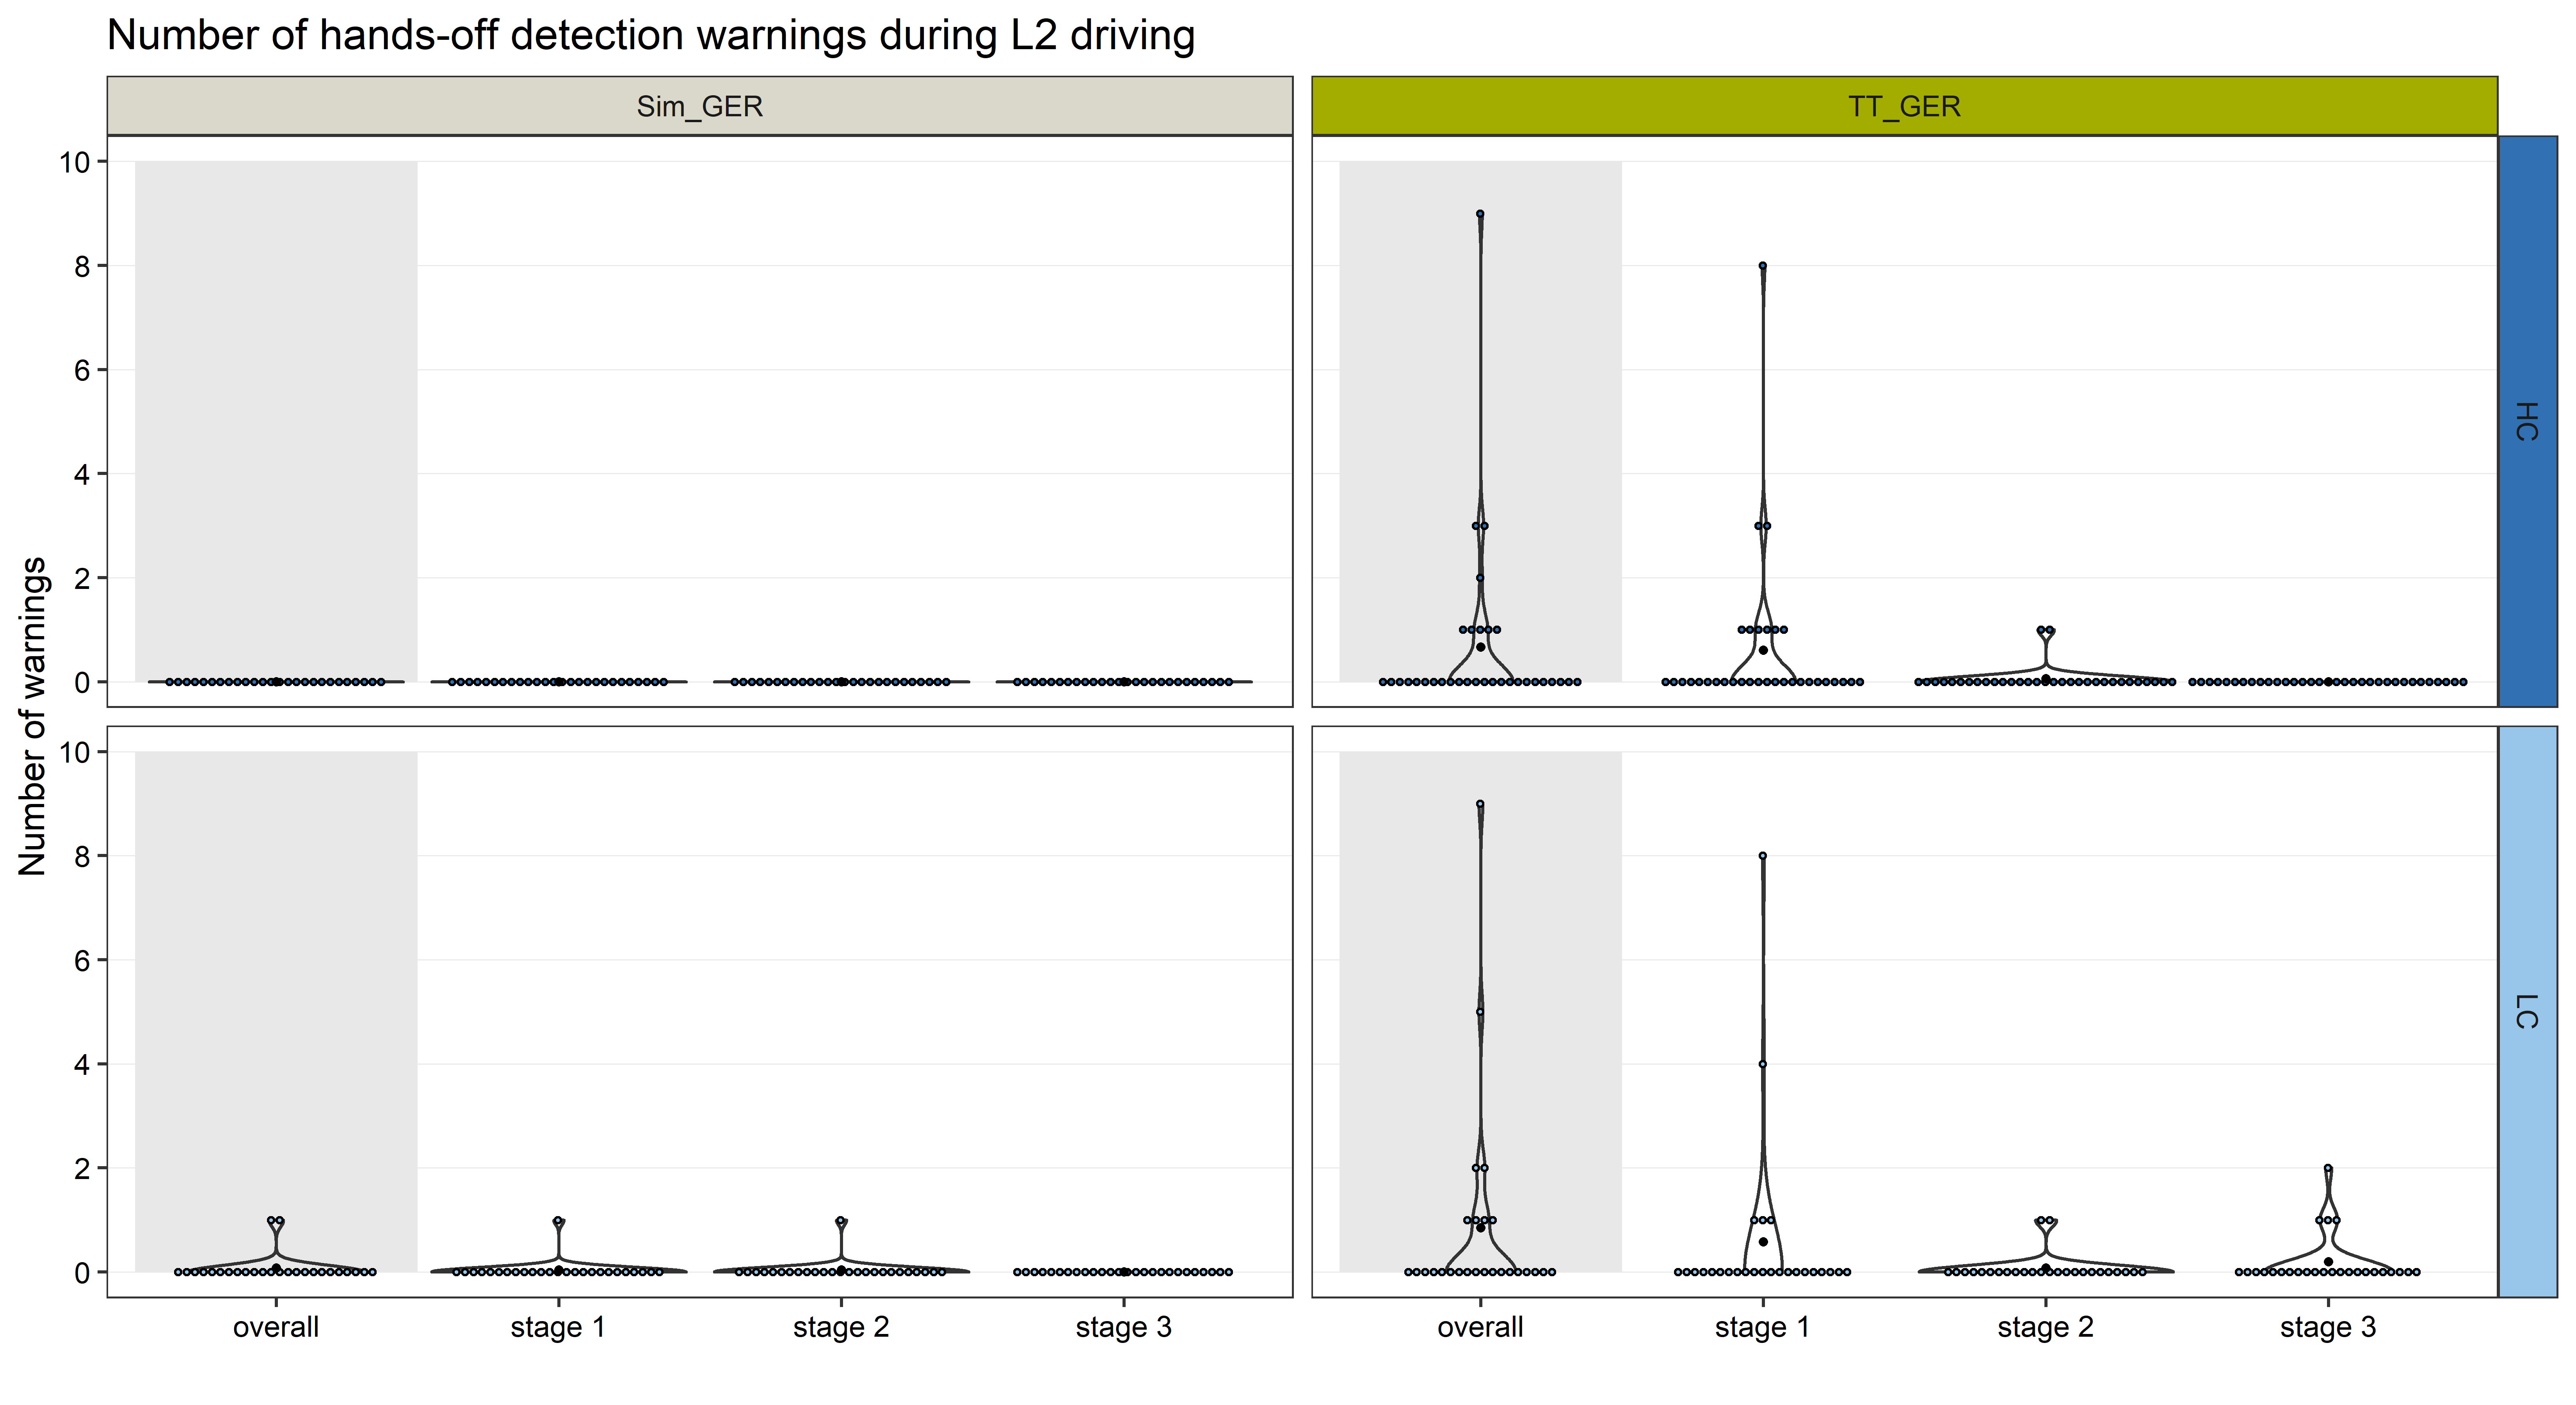 Number of hands-off detection warnings during L2 driving
Sim_GER
TT_GER
Number of warnings
10
8
6
4
2
0
HC
10
8
6
4
2
0
LC
overall
stage 1
stage 2
stage 3
overall
stage 1
stage 2
stage 3